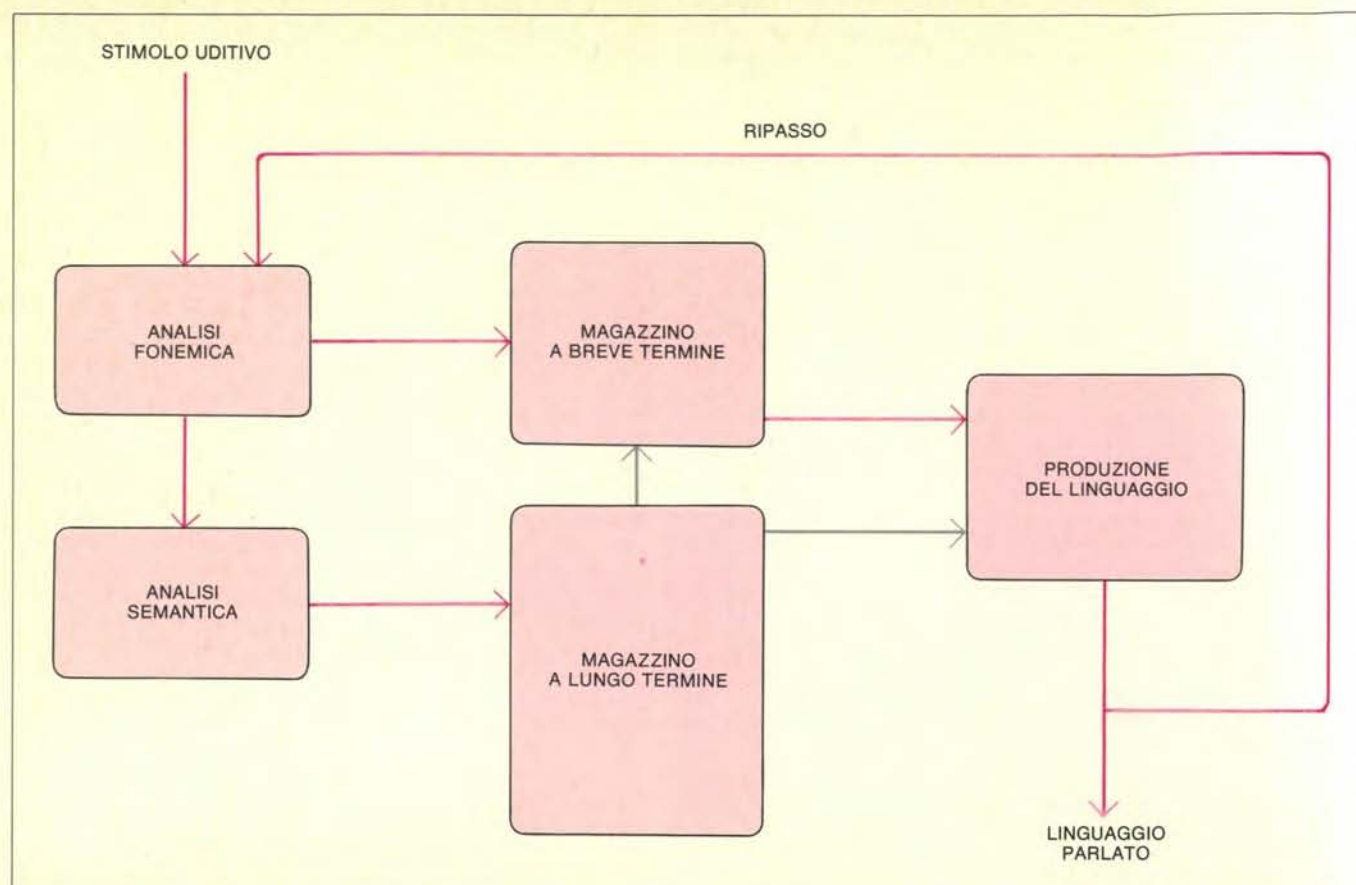 STIMOLO UDITIVO
RIPASSO
ANALISI
FONEMICA
MAGAZZINO
A BREVE TERMINE
PRODUZIONE
DEL LINGUAGGIO
ANALISI
SEMANTICA
MAGAZZINO
A LUNGO TERMINE
LINGUAGGIO
PARLATO